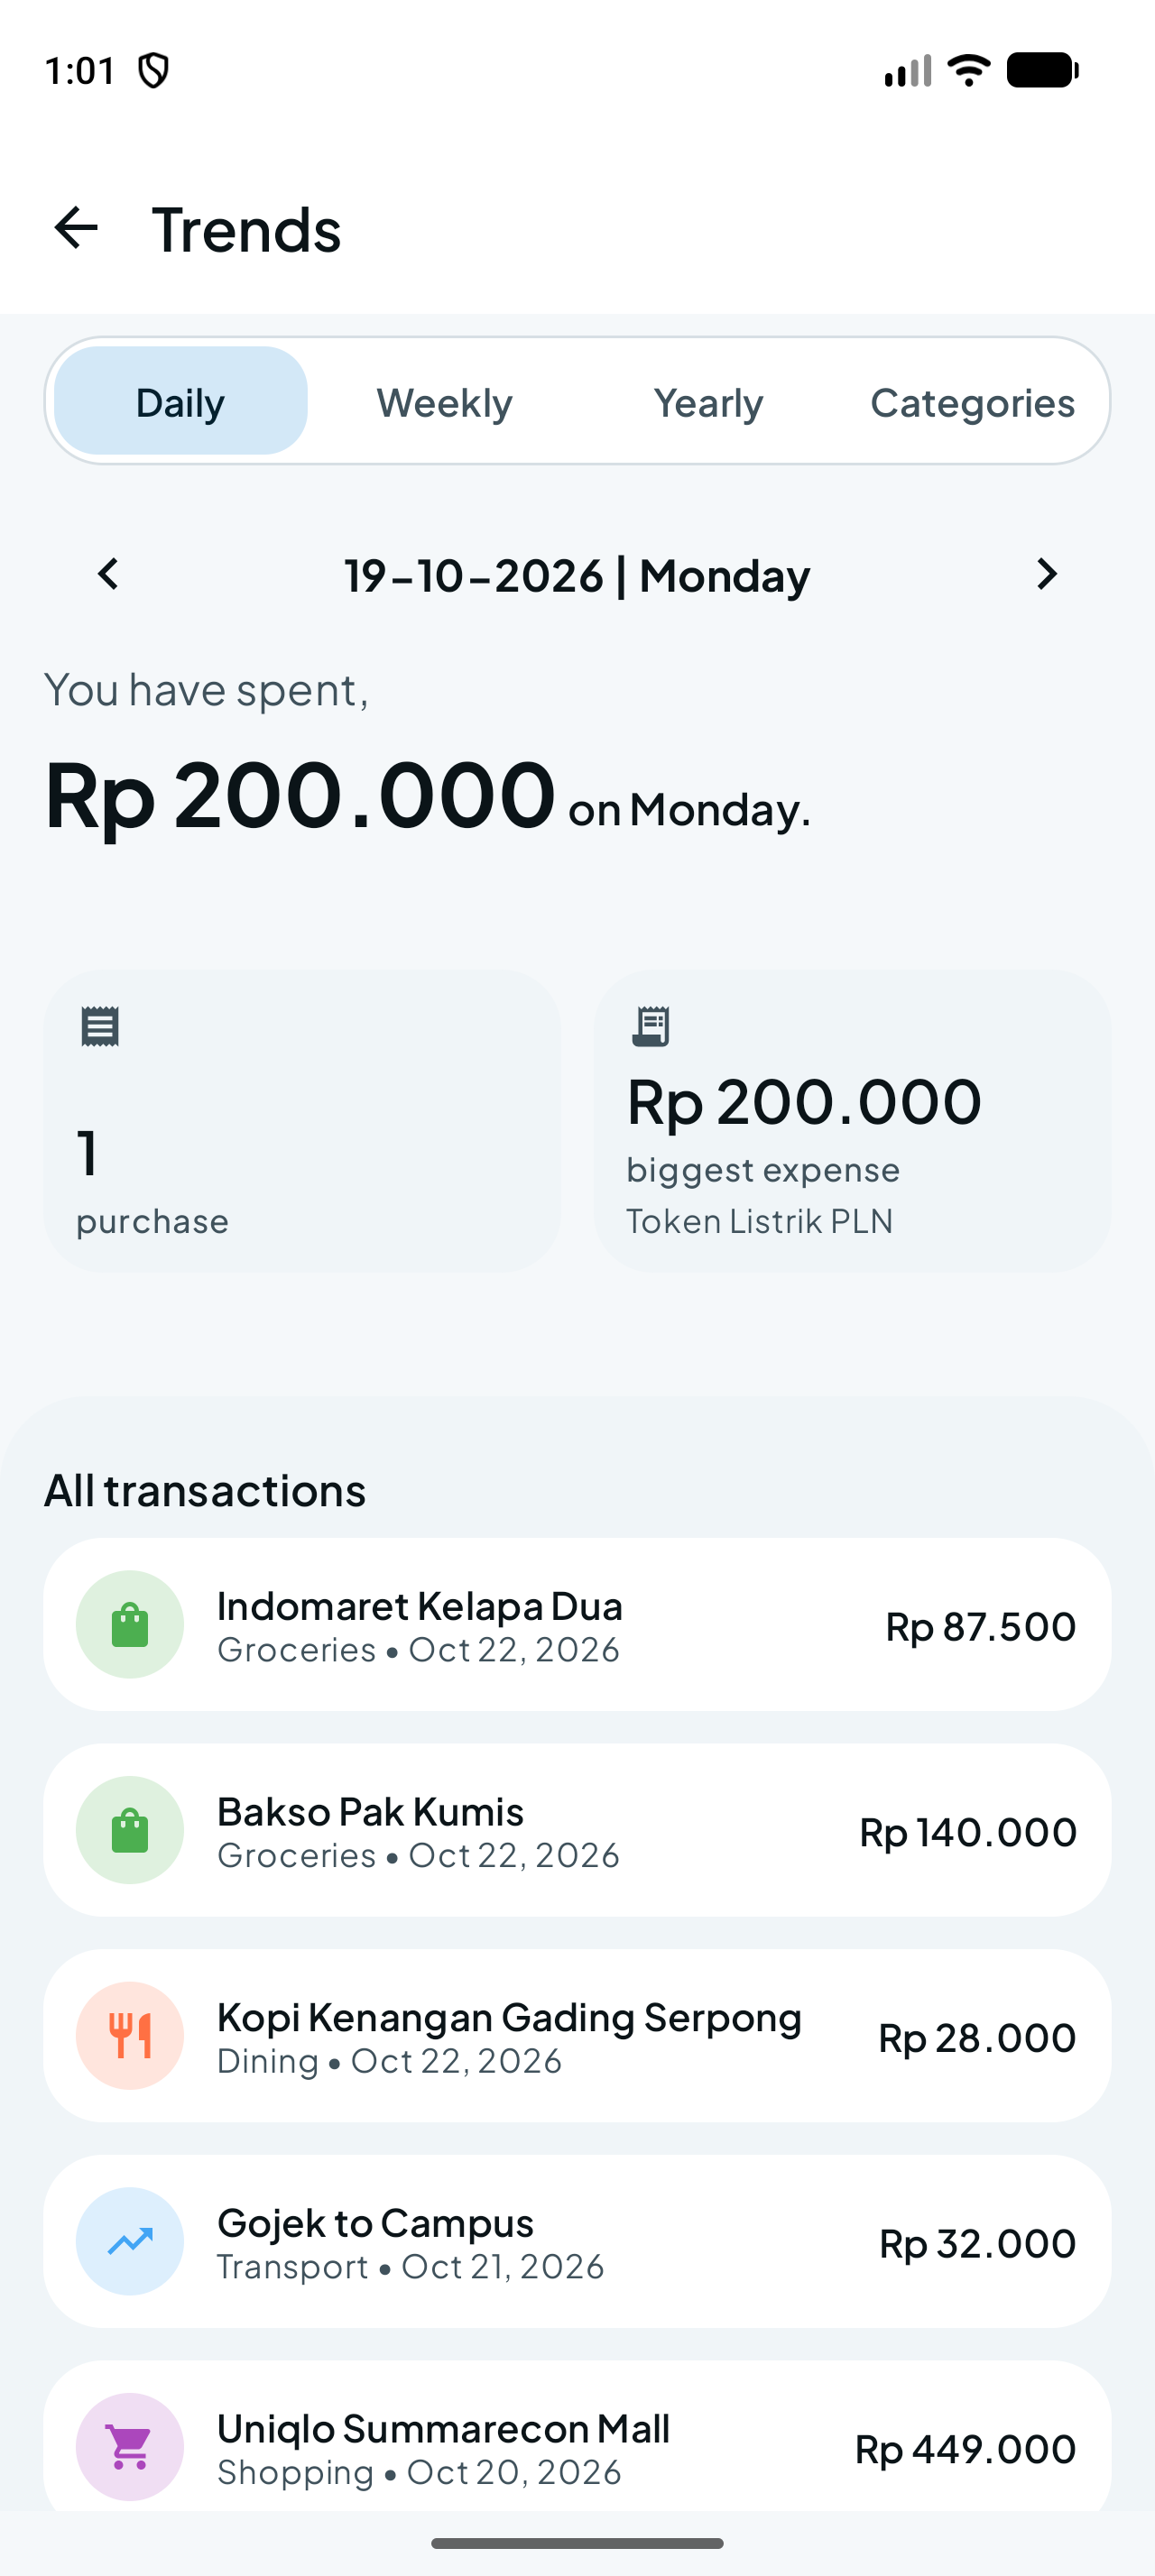 1:01
Trends
Daily Weekly Yearly Categories
19-10-2026 | Monday
You have spent,
Rp 200.000 on Monday.
1
purchase
Rp 200.000
biggest expense
Token Listrik PLN
All transactions
Indomaret Kelapa Dua
Groceries • Oct 22, 2026
Rp 87.500
Bakso Pak Kumis
Groceries • Oct 22, 2026
Rp 140.000
Kopi Kenangan Gading Serpong
Dining • Oct 22, 2026
Rp 28.000
Gojek to Campus
Transport • Oct 21, 2026
Rp 32.000
Uniqlo Summarecon Mall
Shopping • Oct 20, 2026
Rp 449.000